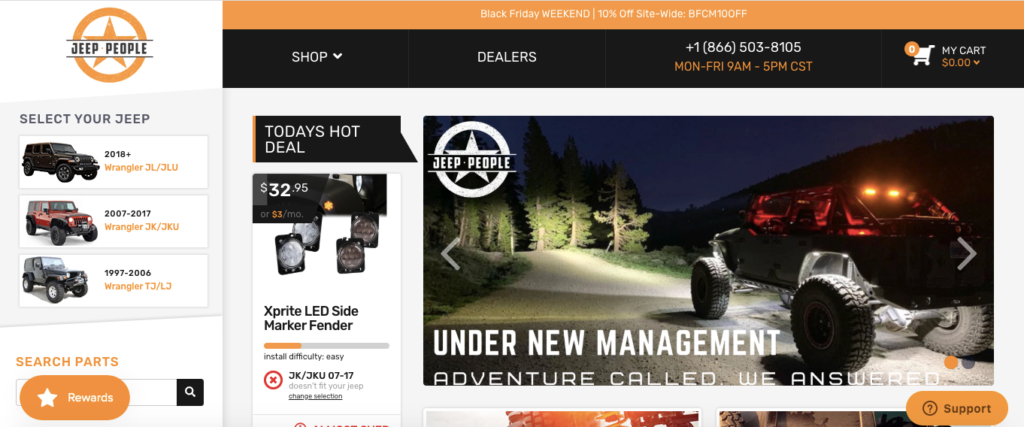 Black Friday WEEKEND | 10% Off Site-Wide: BFCM10OFF
JEEP·PEOPLE
SHOP
DEALERS
+1 (866) 503-8105
MON-FRI 9AM - 5PM CST
0
MY CART
$0.00
SELECT YOUR JEEP
2018+
Wrangler JL/JLU
2007-2017
Wrangler JK/JKU
1997-2006
Wrangler TJ/LJ
SEARCH PARTS
Rewards
TODAYS HOT
DEAL
$32.95
or $3/mo.
Xprite LED Side
Marker Fender
install difficulty: easy
JK/JKU 07-17
doesn't fit your jeep
change selection
ALMOST OVER
JEEP·PEOPLE
UNDER NEW MANAGEMENT
ADVENTURE CALLED. WE ANSWERED.
Support